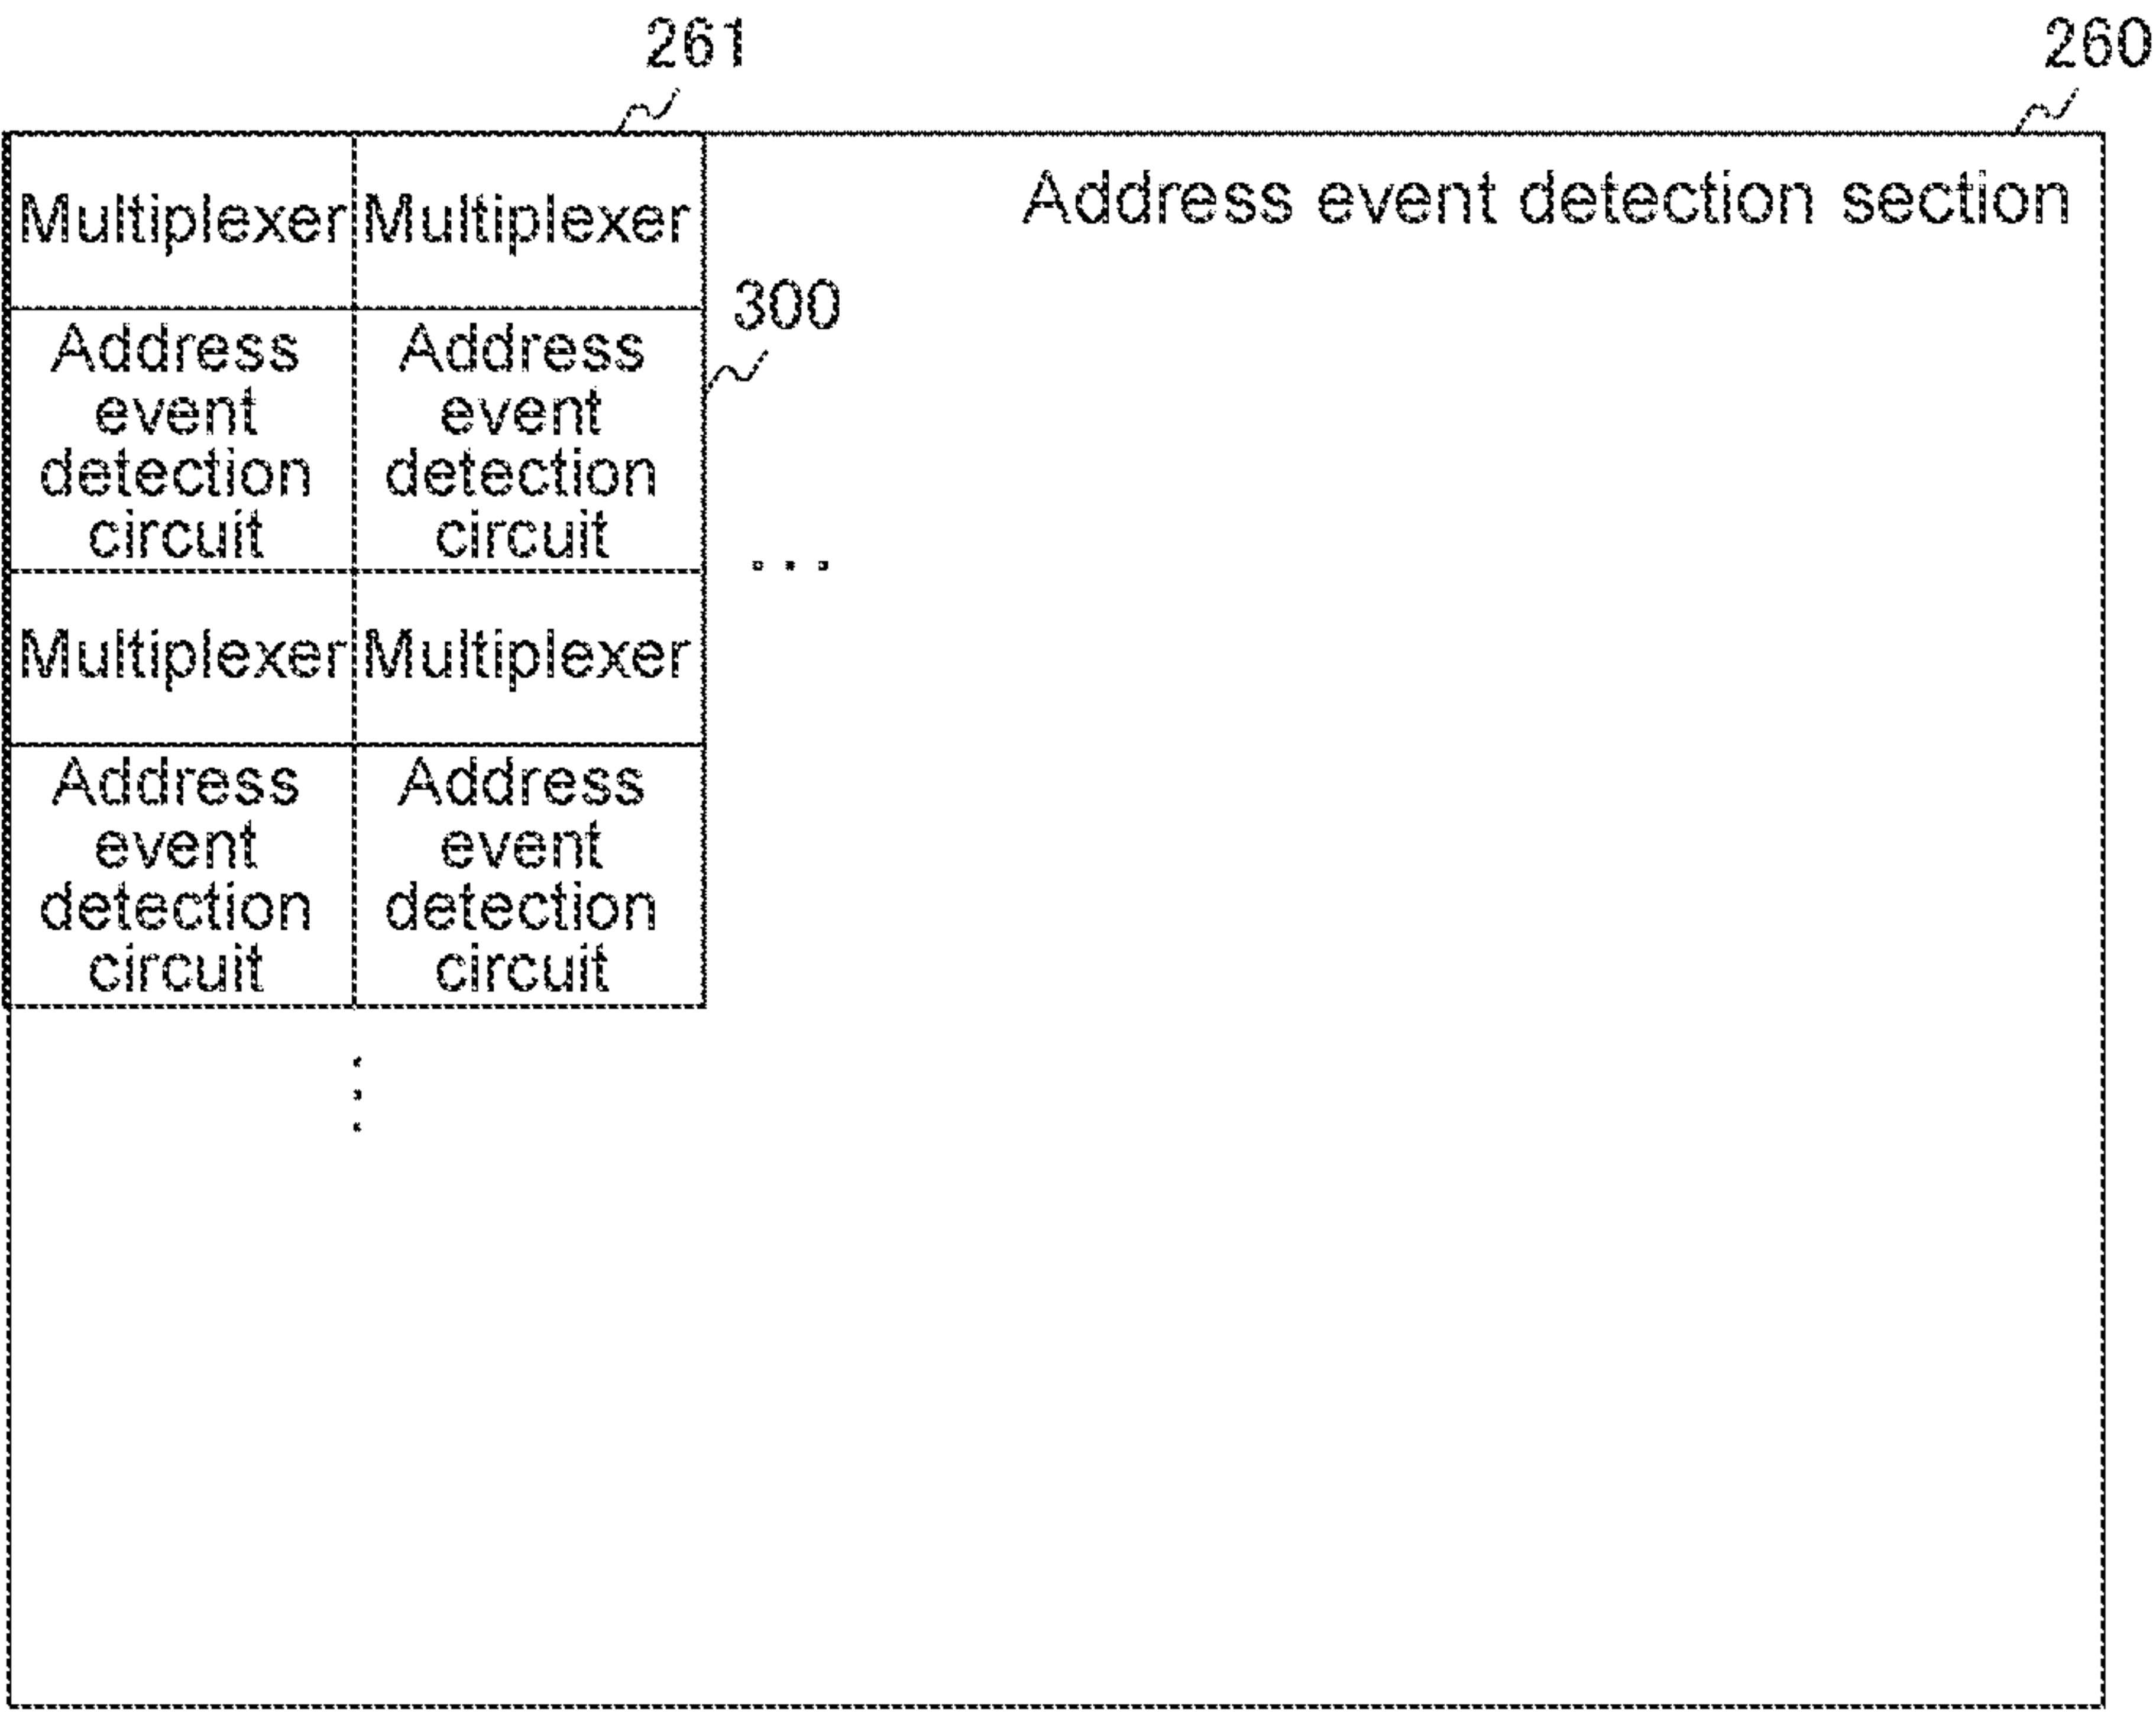 261
260
Multiplexer
Multiplexer
Address event detection section
300
Address
event
detection
circuit
Address
event
detection
circuit
...
Multiplexer
Multiplexer
Address
event
detection
circuit
Address
event
detection
circuit